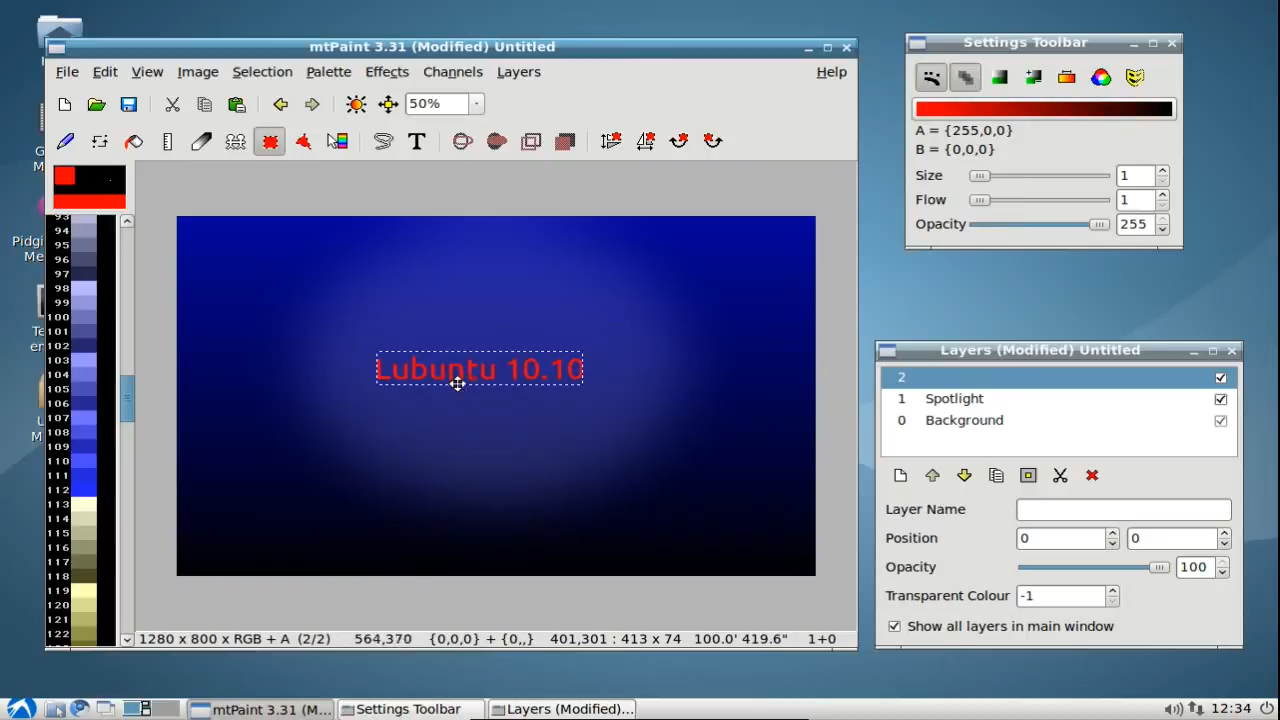 mtPaint 3.31 (Modified) Untitled
File Edit View Image Selection Palette Effects Channels Layers Help
50%
T
93
94
95
96
97
98
99
100
101
102
103
104
105
106
107
108
109
110
111
112
113
114
115
116
117
118
119
120
121
122
Lubuntu 10.10
1280 x 800 x RGB + A (2/2) 564,370 {0,0,0} + {0,,} 401,301 : 413 x 74 100.0' 419.6" 1+0
Pidgi
Settings Toolbar
A = {255,0,0}
B = {0,0,0}
Size 1
Flow 1
Opacity 255
Layers (Modified) Untitled
2
1 Spotlight
0 Background
Layer Name
Position 0 0
Opacity 100
Transparent Colour -1
Show all layers in main window
mtPaint 3.31 (M... Settings Toolbar Layers (Modified)... 12:34